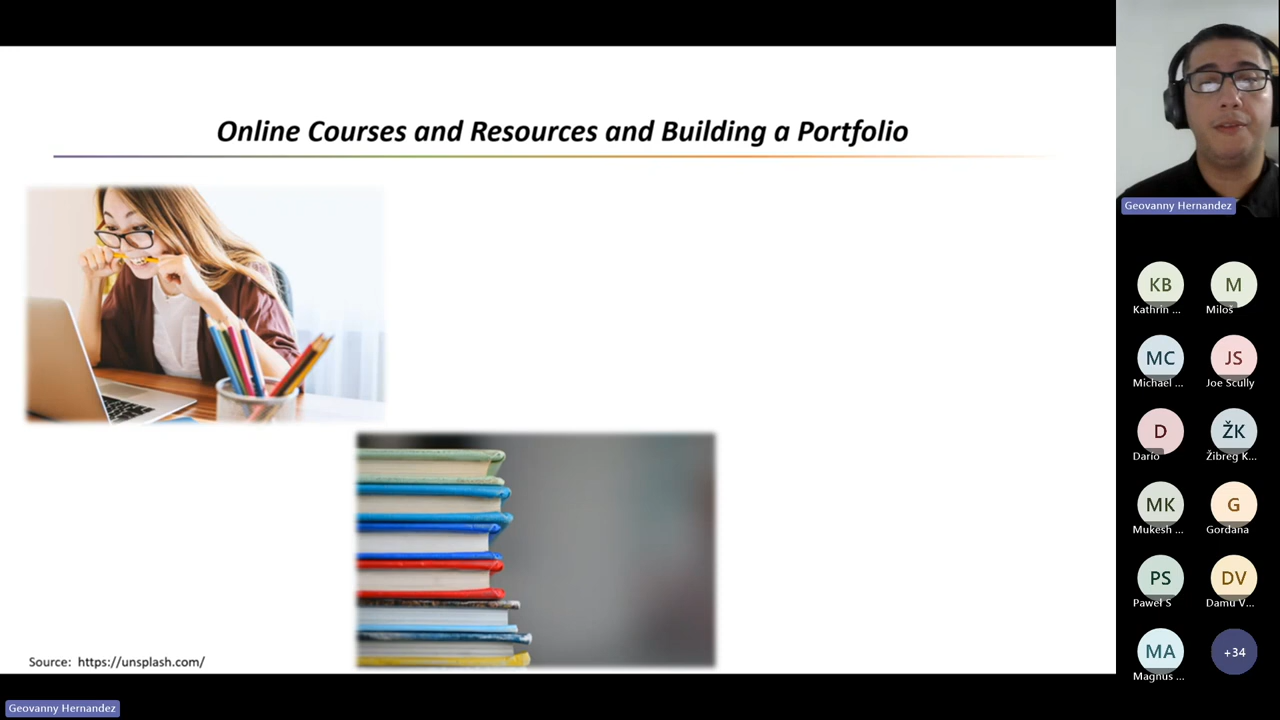 Online Courses and Resources and Building a Portfolio
Source: https://unsplash.com/
Geovanny Hernandez
Geovanny Hernandez
KB
Kathrin ...
M
Miloš
MC
Michael ...
JS
Joe Scully
D
Dario
ŽK
Žibreg K...
MK
Mukesh ...
G
Gordana
PS
Pawel S
DV
Damu V...
MA
Magnus ...
+34